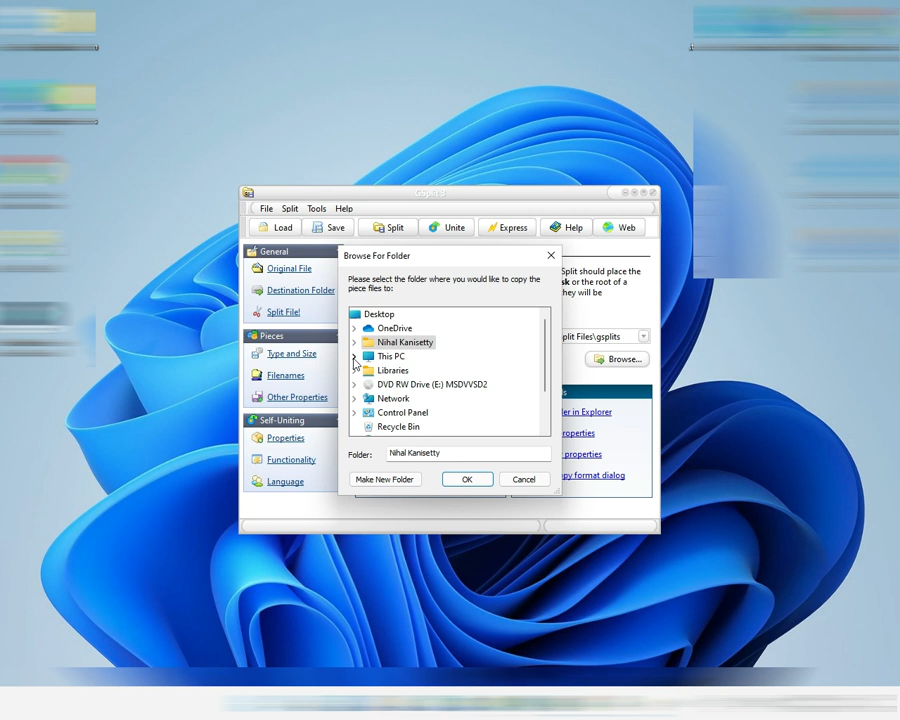 File Split Tools Help
Load Save Split Unite Express Help Web
General
Original File
Destination Folder
Split File!
Pieces
Type and Size
Filenames
Other Properties
Self-Uniting
Properties
Functionality
Language
Browse For Folder
Please select the folder where you would like to copy the
piece files to:
Desktop
OneDrive
Nihal Kanisetty
This PC
Libraries
DVD RW Drive (E:) MSDVVSD2
Network
Control Panel
Recycle Bin
Folder: Nihal Kanisetty
Make New Folder OK Cancel
Split should place the
sk or the root of a
hey will be
plit Files\gsplits
Browse...
s
er in Explorer
roperties
properties
py format dialog